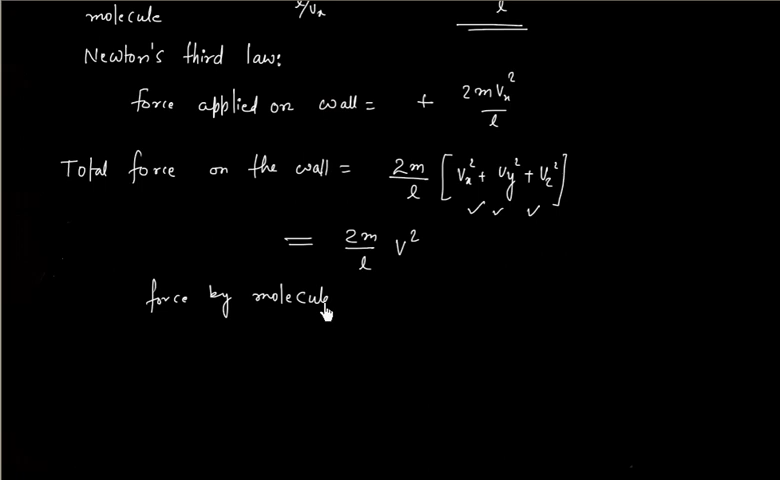 molecule l/vx l
Newton's third law:
force applied on wall = + 2mVx²/l
Total force on the wall = 2m/l [Vx² + Vy² + Vz²]
= 2m/l V²
force by molecule